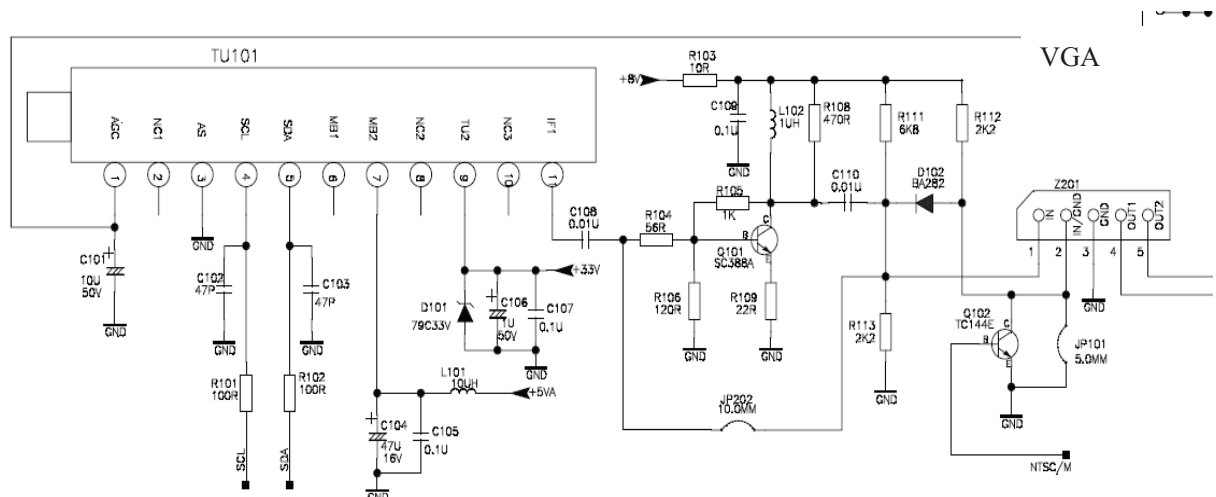 VGA
TU101
AGC
NC1
AS
SCL
SDA
MB1
MB2
NC2
TU2
NC3
IF1
1
2
3
4
5
6
7
8
9
10
11
C101
10U
50V
GND
GND
C102
47P
GND
C103
47P
GND
R101
100R
R102
100R
SCL
SDA
D101
79C33V
C106
1U
50V
C107
0.1U
+33V
GND
L101
10UH
+5VA
C104
47U
16V
C105
0.1U
GND
C108
0.01U
R104
56R
R105
1K
R106
120R
GND
+8V
R103
10R
C109
0.1U
GND
L102
1UH
R108
470R
C110
0.01U
B
C
E
Q101
SC388A
R109
22R
GND
R111
6K8
R112
2K2
D102
BA282
R113
2K2
GND
JP202
10.0MM
Z201
IN
IN/GND
GND
OUT1
OUT2
1
2
3
4
5
GND
Q102
TC144E
B
C
E
JP101
5.0MM
GND
NTSC/M